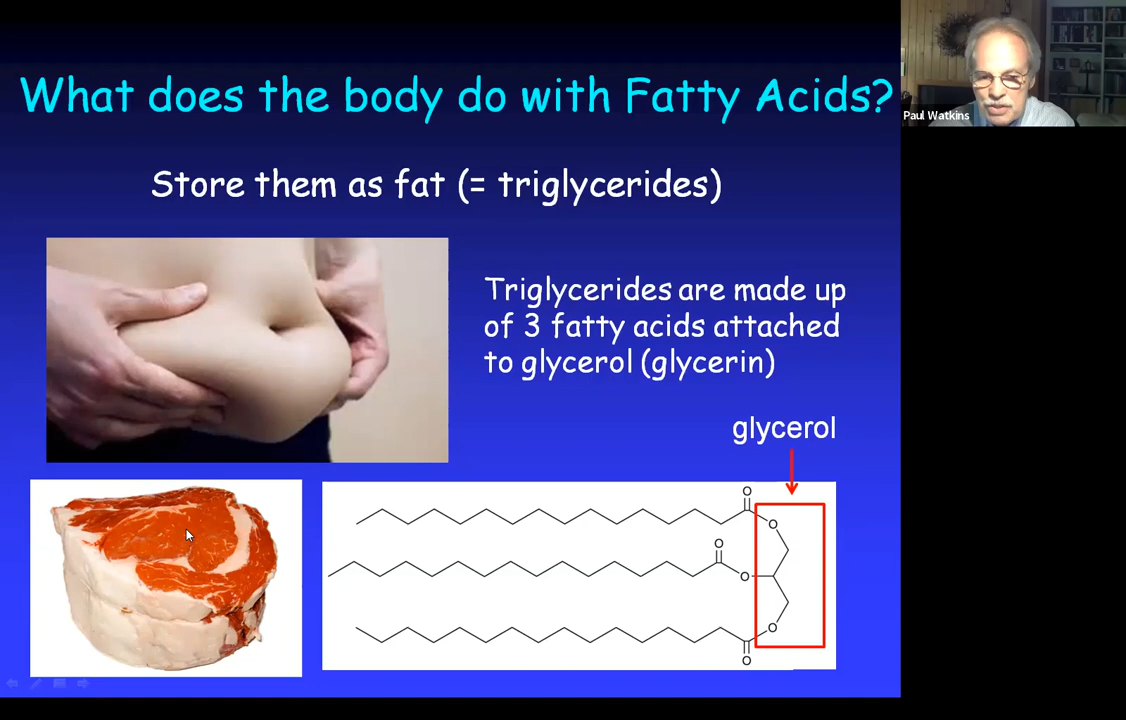 What does the body do with Fatty Acids?
Paul Watkins
Store them as fat (= triglycerides)
Triglycerides are made up
of 3 fatty acids attached
to glycerol (glycerin)
glycerol
O
O
O
O
O
O